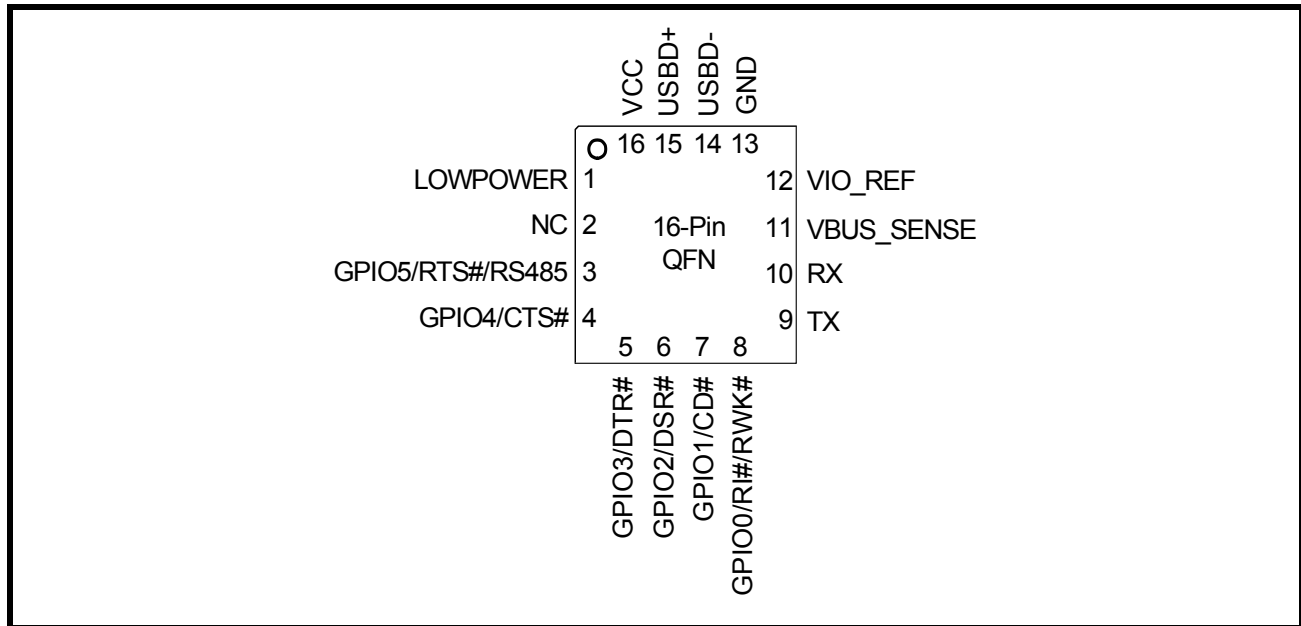 VCC
USBD+
USBD-
GND
16 15 14 13
LOWPOWER 1
12 VIO_REF
NC 2
16-Pin
QFN
11 VBUS_SENSE
GPIO5/RTS#/RS485 3
10 RX
GPIO4/CTS# 4
9 TX
5 6 7 8
GPIO3/DTR#
GPIO2/DSR#
GPIO1/CD#
GPIO0/RI#/RWK#